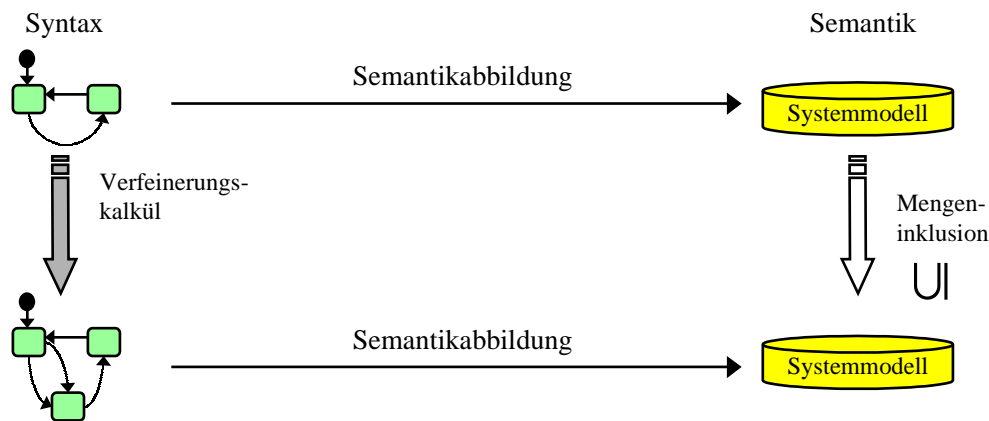 Syntax
Semantik
Semantikabbildung
Systemmodell
Verfeinerungs-
kalkül
Mengen-
inklusion
⊆
Semantikabbildung
Systemmodell